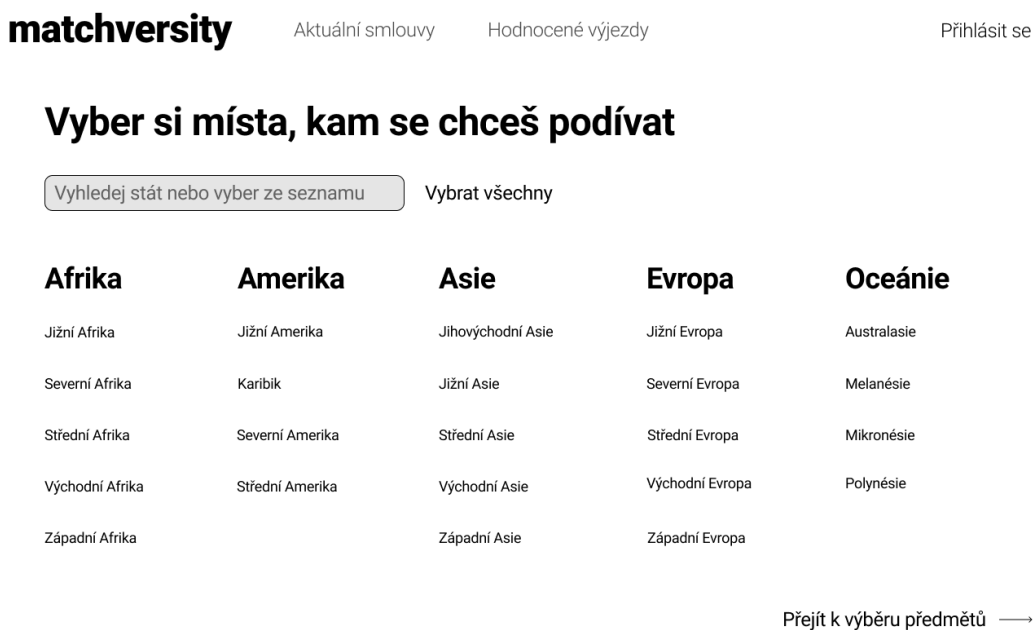 matchversity
Aktuální smlouvy
Hodnocené výjezdy
Přihlásit se
Vyber si místa, kam se chceš podívat
Vyhledej stát nebo vyber ze seznamu
Vybrat všechny
Afrika
Jižní Afrika
Severní Afrika
Střední Afrika
Východní Afrika
Západní Afrika
Amerika
Jižní Amerika
Karibik
Severní Amerika
Střední Amerika
Asie
Jihovýchodní Asie
Jižní Asie
Střední Asie
Východní Asie
Západní Asie
Evropa
Jižní Evropa
Severní Evropa
Střední Evropa
Východní Evropa
Západní Evropa
Oceánie
Australasie
Melanésie
Mikronésie
Polynésie
Přejít k výběru předmětů